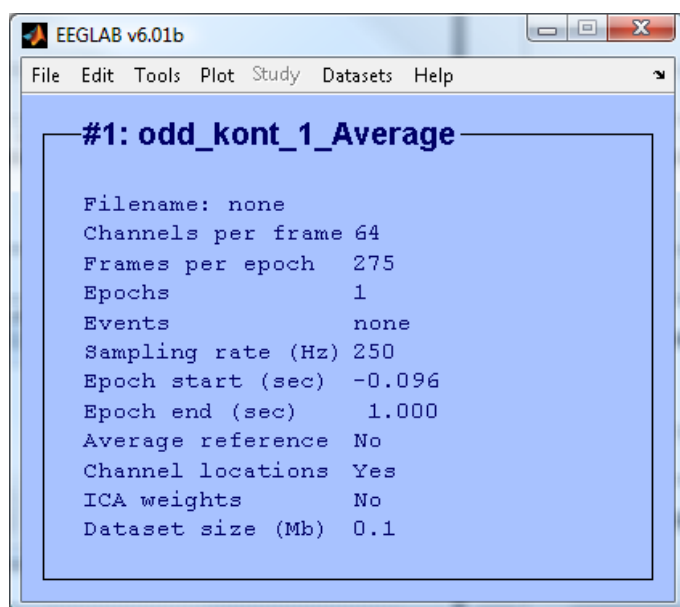 EEGLAB v6.01b
File Edit Tools Plot Study Datasets Help
#1: odd_kont_1_Average
Filename: none
Channels per frame 64
Frames per epoch 275
Epochs 1
Events none
Sampling rate (Hz) 250
Epoch start (sec) -0.096
Epoch end (sec) 1.000
Average reference No
Channel locations Yes
ICA weights No
Dataset size (Mb) 0.1